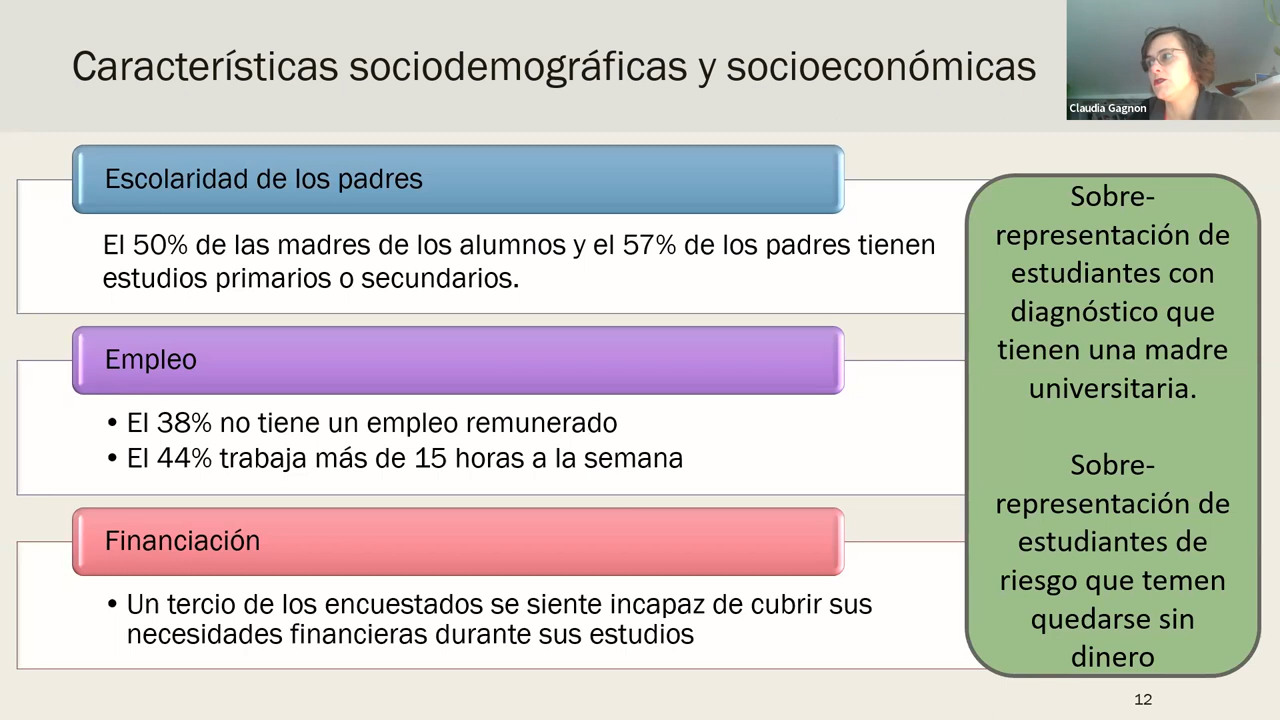 Características sociodemográficas y socioeconómicas
Claudia Gagnon
Escolaridad de los padres
El 50% de las madres de los alumnos y el 57% de los padres tienen
estudios primarios o secundarios.
Empleo
• El 38% no tiene un empleo remunerado
• El 44% trabaja más de 15 horas a la semana
Financiación
• Un tercio de los encuestados se siente incapaz de cubrir sus
necesidades financieras durante sus estudios
Sobre-
representación de
estudiantes con
diagnóstico que
tienen una madre
universitaria.
Sobre-
representación de
estudiantes de
riesgo que temen
quedarse sin
dinero
12